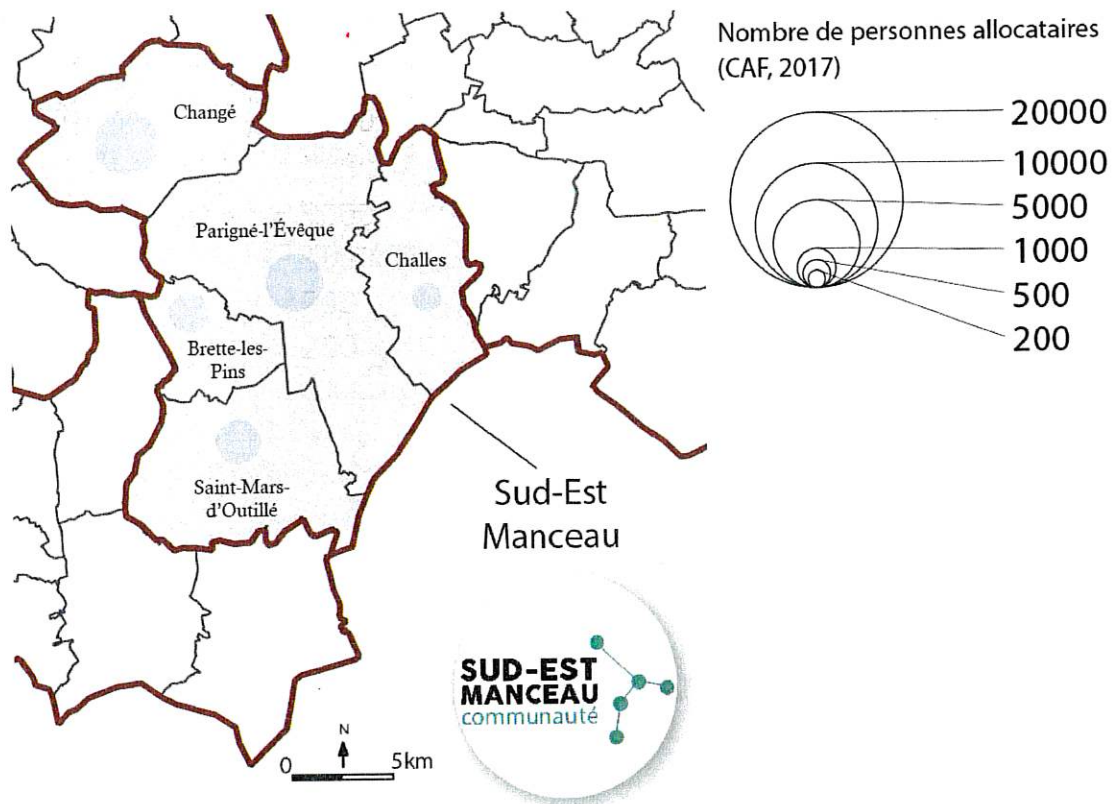 Nombre de personnes allocataires
(CAF, 2017)
20000
10000
5000
1000
500
200
Changé
Parigné-l'Évêque
Challes
Brette-les-
Pins
Saint-Mars-
d'Outillé
Sud-Est
Manceau
SUD-EST
MANCEAU
communauté
N
0
5km